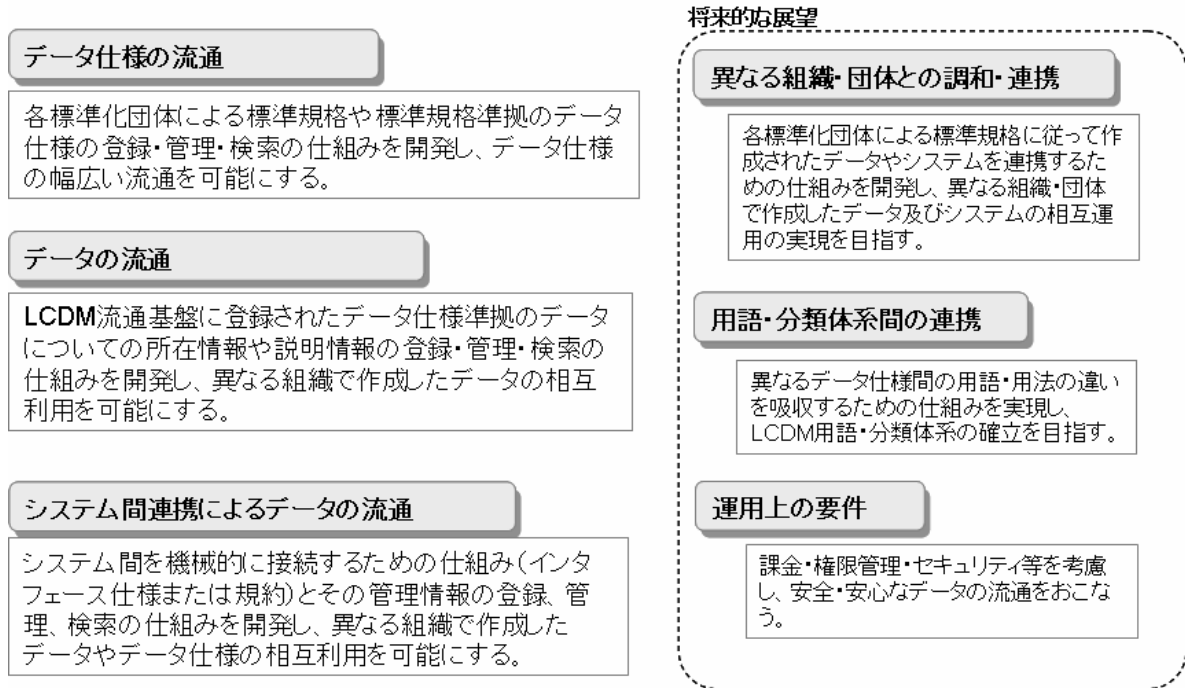 データ仕様の流通
各標準化団体による標準規格や標準規格準拠のデータ
仕様の登録・管理・検索の仕組みを開発し、データ仕様
の幅広い流通を可能にする。
データの流通
LCDM流通基盤に登録されたデータ仕様準拠のデータ
についての所在情報や説明情報の登録・管理・検索の
仕組みを開発し、異なる組織で作成したデータの相互
利用を可能にする。
システム間連携によるデータの流通
システム間を機械的に接続するための仕組み（インタ
フェース仕様または規約）とその管理情報の登録、管
理、検索の仕組みを開発し、異なる組織で作成した
データやデータ仕様の相互利用を可能にする。
将来的な展望
異なる組織・団体との調和・連携
各標準化団体による標準規格に従って作
成されたデータやシステムを連携するた
めの仕組みを開発し、異なる組織・団体
で作成したデータ及びシステムの相互運
用の実現を目指す。
用語・分類体系間の連携
異なるデータ仕様間の用語・用法の違い
を吸収するための仕組みを実現し、
LCDM用語・分類体系の確立を目指す。
運用上の要件
課金・権限管理・セキュリティ等を考慮
し、安全・安心なデータの流通をおこな
う。